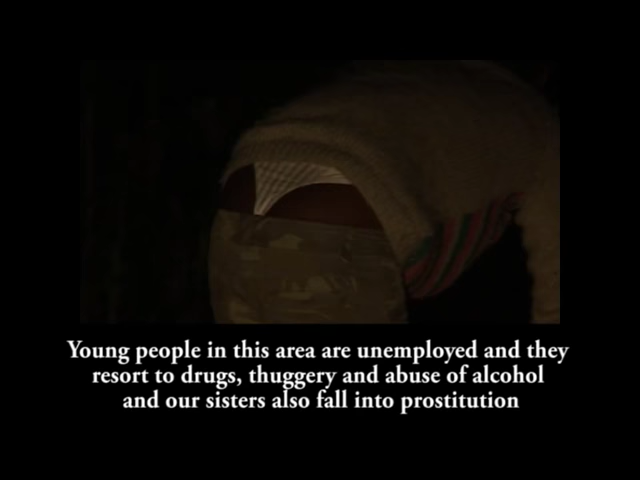 Young people in this area are unemployed and they
resort to drugs, thuggery and abuse of alcohol
and our sisters also fall into prostitution